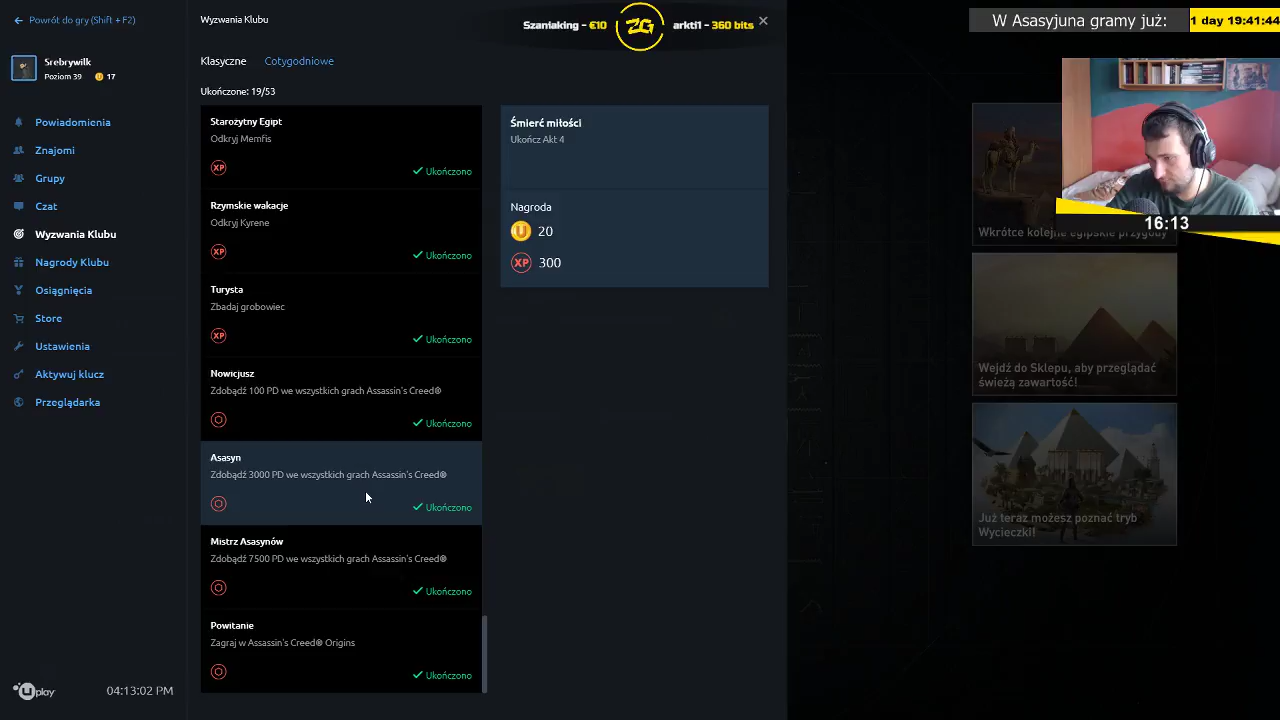 Powrót do gry (Shift + F2)
Srebrywilk
Poziom 39 17
Powiadomienia
Znajomi
Grupy
Czat
Wyzwania Klubu
Nagrody Klubu
Osiągnięcia
Store
Ustawienia
Aktywuj klucz
Przeglądarka
uplay
04:13:02 PM
Wyzwania Klubu
Szaniaking – €10 ZG arkti1 – 360 bits
Klasyczne Cotygodniowe
Ukończone: 19/53
Starożytny Egipt
Odkryj Memfis
XP Ukończono
Rzymskie wakacje
Odkryj Kyrene
XP Ukończono
Turysta
Zbadaj grobowiec
XP Ukończono
Nowicjusz
Zdobądź 100 PD we wszystkich grach Assassin's Creed®
Ukończono
Asasyn
Zdobądź 3000 PD we wszystkich grach Assassin's Creed®
Ukończono
Mistrz Asasynów
Zdobądź 7500 PD we wszystkich grach Assassin's Creed®
Ukończono
Powitanie
Zagraj w Assassin's Creed® Origins
Ukończono
Śmierć miłości
Ukończ Akt 4
Nagroda
U 20
XP 300
W Asasyjuna gramy już: 1 day 19:41:44
16:13
Wkrótce kolejne egipskie przygody
Wejdź do Sklepu, aby przeglądać
świeżą zawartość!
Już teraz możesz poznać tryb
Wycieczki!